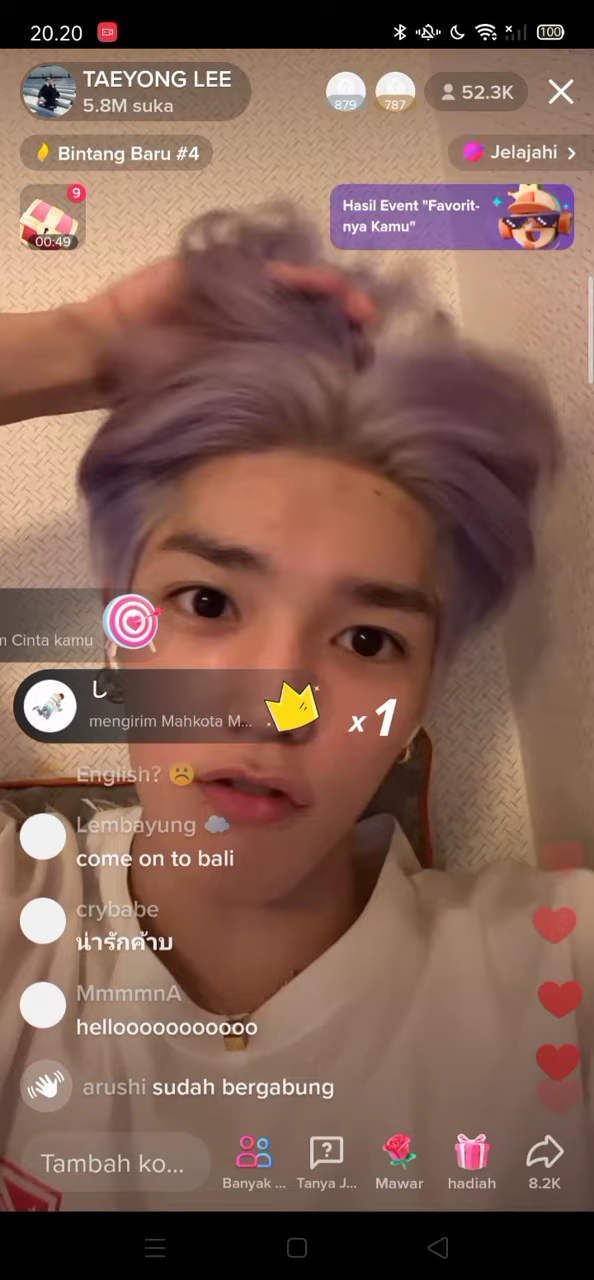 20.20
100
TAEYONG LEE
5.8M suka
879
787
52.3K
Bintang Baru #4
Jelajahi
9
00:49
Hasil Event "Favorit-
nya Kamu"
Cinta kamu
し
mengirim Mahkota M...
x 1
English? ☹️
Lembayung ☁️
come on to bali
crybabe
น่ารักค้าบ
MmmmnA
hellooooooooooo
arushi sudah bergabung
Tambah ko...
Banyak ...
Tanya J...
Mawar
hadiah
8.2K